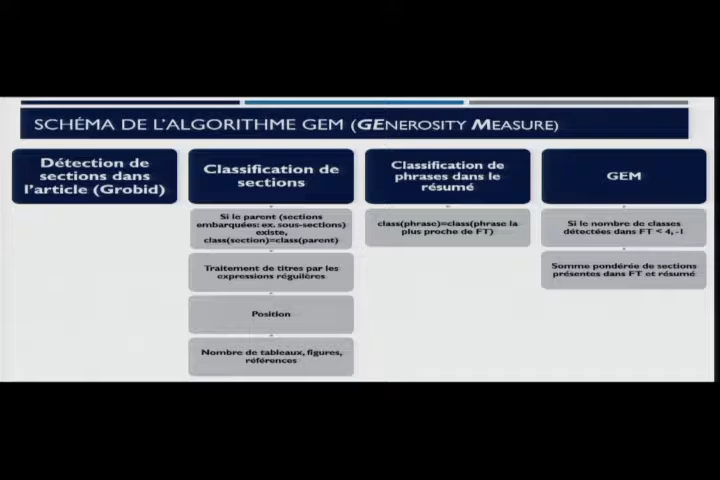 SCHÉMA DE L'ALGORITHME GEM (GENEROSITY MEASURE)
Détection de
sections dans
l'article (Grobid)
Classification de
sections
Si le parent (sections
embarquées: ex. sous-sections)
existe,
class(section)=class(parent)
Traitement de titres par les
expressions régulières
Position
Nombre de tableaux, figures,
références
Classification de
phrases dans le
résumé
class(phrase)=class(phrase la
plus proche de FT)
GEM
Si le nombre de classes
détectées dans FT < 4, -1
Somme pondérée de sections
présentes dans FT et résumé